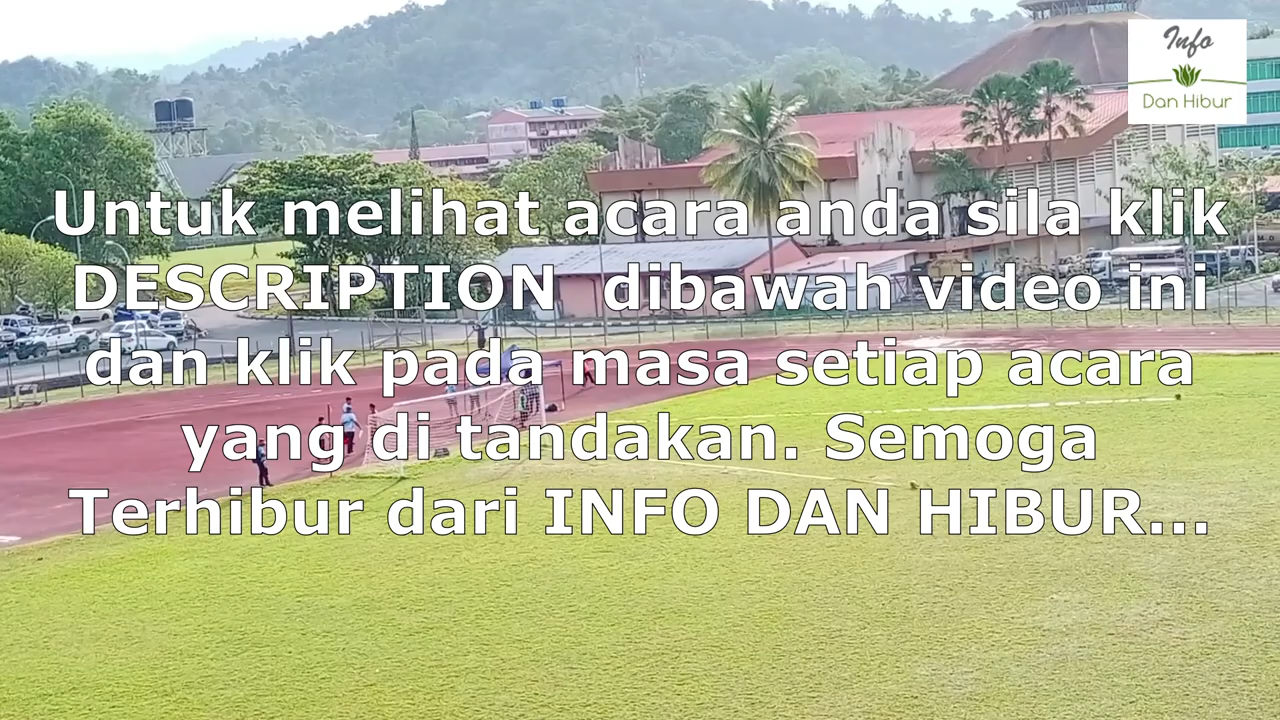 Info
Dan Hibur
Untuk melihat acara anda sila klik
DESCRIPTION  dibawah video ini
dan klik pada masa setiap acara
yang di tandakan. Semoga
Terhibur dari INFO DAN HIBUR...